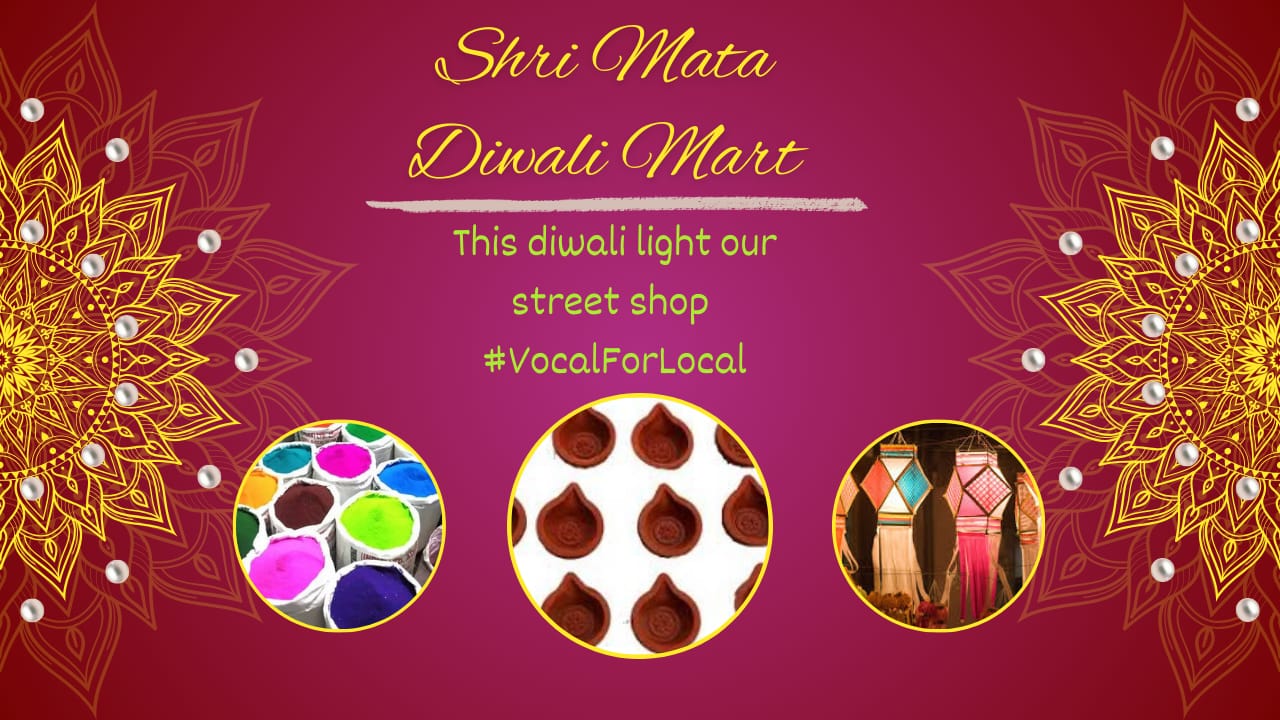 Shri Mata
Diwali Mart
This diwali light our
street shop
#VocalForLocal